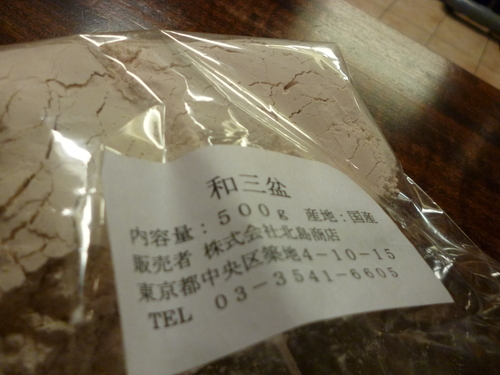 和三盆
内容量：５００ｇ 産地：国産
販売者 株式会社北島商店
東京都中央区築地4-10-15
TEL ０３－３５４１－６６０５